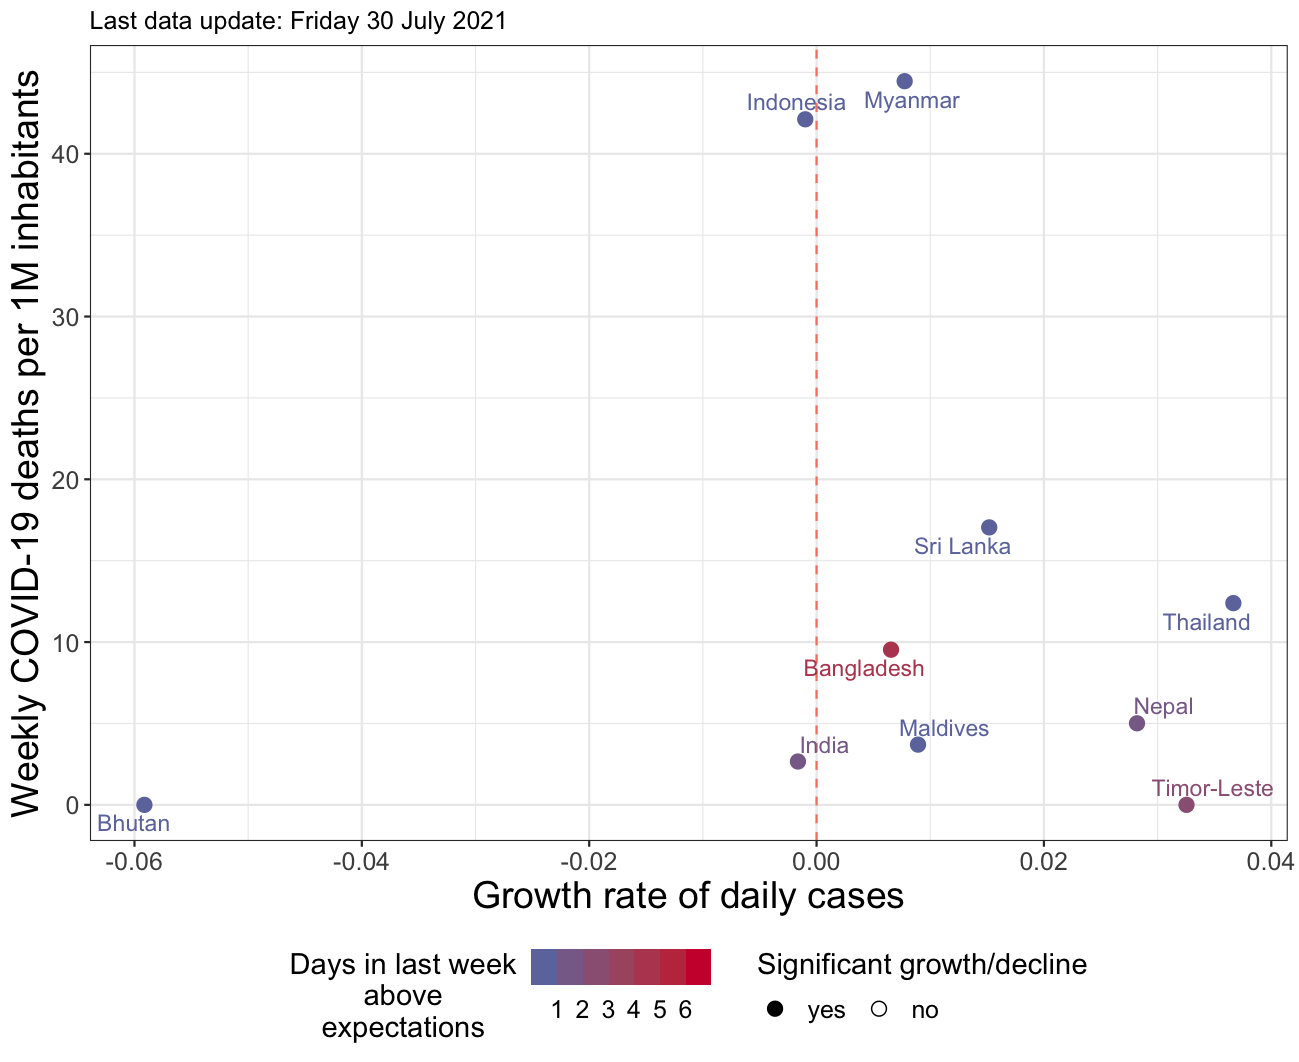 Last data update: Friday 30 July 2021
Weekly COVID-19 deaths per 1M inhabitants
40
30
20
10
0
Indonesia
Myanmar
Sri Lanka
Thailand
Bangladesh
Nepal
Maldives
India
Timor-Leste
Bhutan
-0.06 -0.04 -0.02 0.00 0.02 0.04
Growth rate of daily cases
Days in last week
above
expectations
1 2 3 4 5 6
Significant growth/decline
yes no